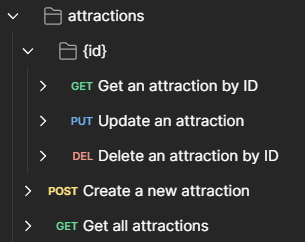 attractions
{id}
GET Get an attraction by ID
PUT Update an attraction
DEL Delete an attraction by ID
POST Create a new attraction
GET Get all attractions